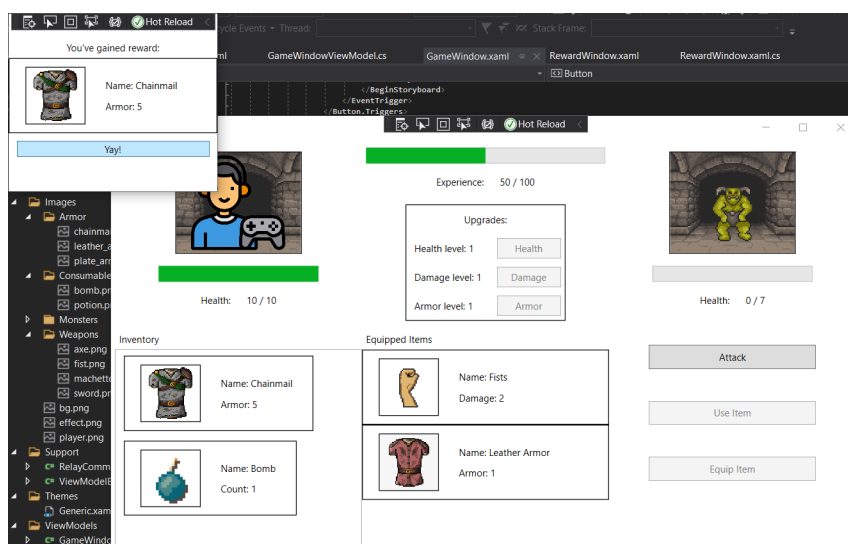 Hot Reload
You've gained reward:
Name: Chainmail
Armor: 5
Yay!
cycle Events
Thread:
Stack Frame:
ml
GameWindowViewModel.cs
GameWindow.xaml
RewardWindow.xaml
RewardWindow.xaml.cs
Button
</BeginStoryboard>
</EventTrigger>
</Button.Triggers>
Hot Reload
Images
Armor
chainmai
leather_a
plate_arm
Consumable
bomb.pn
potion.p
Monsters
Weapons
axe.png
fist.png
machette
sword.pn
bg.png
effect.png
player.png
Support
C# RelayComm
C# ViewModelB
Themes
Generic.xam
ViewModels
C# GameWindo
Experience: 50 / 100
Upgrades:
Health level: 1 Health
Damage level: 1 Damage
Armor level: 1 Armor
Health: 10 / 10
Health: 0 / 7
Inventory
Name: Chainmail
Armor: 5
Name: Bomb
Count: 1
Equipped Items
Name: Fists
Damage: 2
Name: Leather Armor
Armor: 1
Attack
Use Item
Equip Item